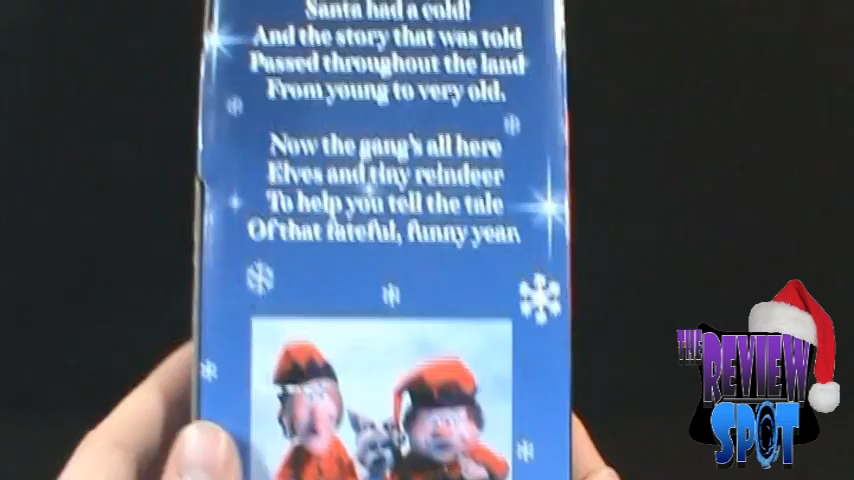 Santa had a cold!
And the story that was told
Passed throughout the land
From young to very old.
Now the gang's all here
Elves and tiny reindeer
To help you tell the tale
Of that fateful, funny year.
THE
REVIEW
SPOT